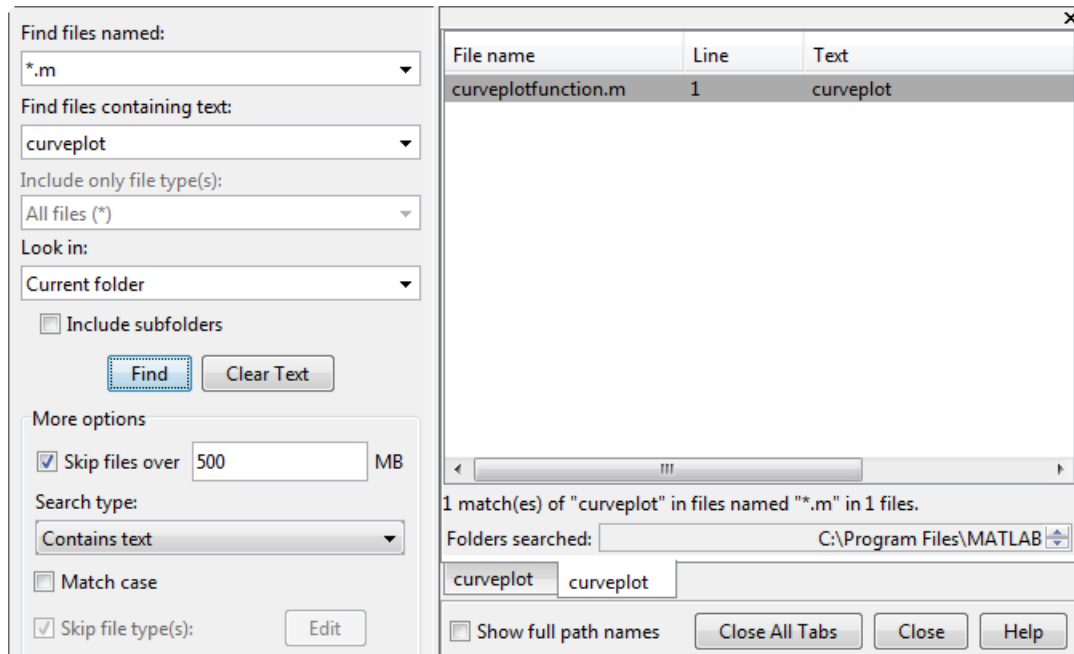 Find files named:
*.m
Find files containing text:
curveplot
Include only file type(s):
All files (*)
Look in:
Current folder
Include subfolders
Find
Clear Text
More options
Skip files over 500 MB
Search type:
Contains text
Match case
Skip file type(s):
Edit
File name Line Text
curveplotfunction.m 1 curveplot
1 match(es) of "curveplot" in files named "*.m" in 1 files.
Folders searched: C:\Program Files\MATLAB
curveplot curveplot
Show full path names
Close All Tabs
Close
Help